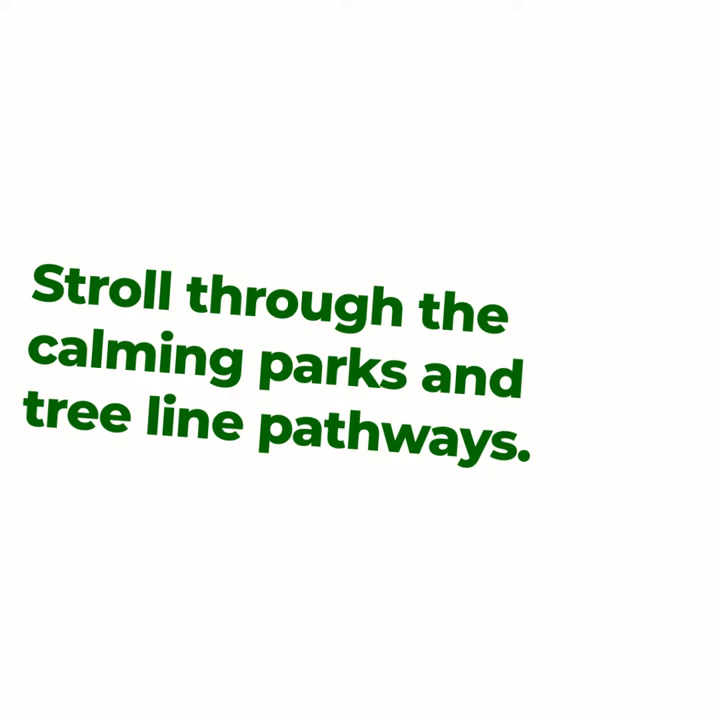 Stroll through the
calming parks and
tree line pathways.